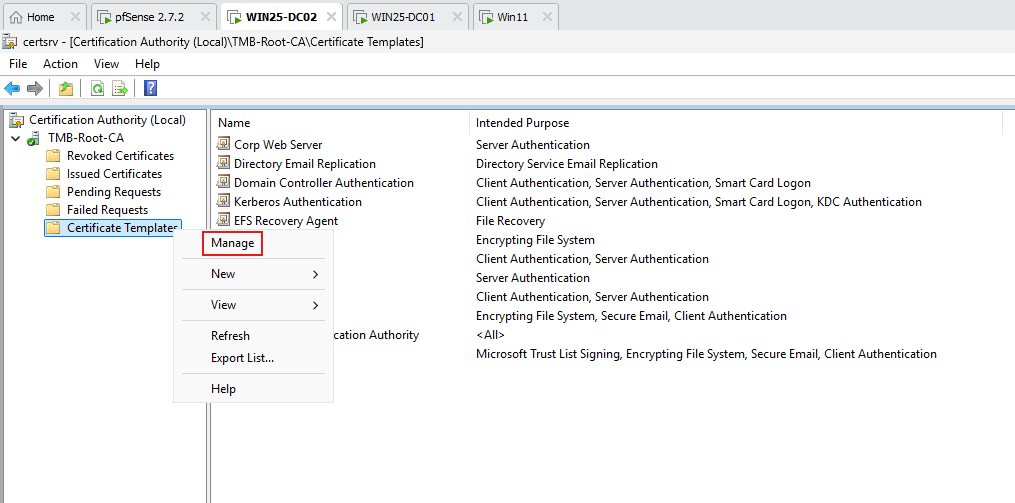 Home pfSense 2.7.2 WIN25-DC02 WIN25-DC01 Win11
certsrv - [Certification Authority (Local)\TMB-Root-CA\Certificate Templates]
File Action View Help
Certification Authority (Local)
TMB-Root-CA
Revoked Certificates
Issued Certificates
Pending Requests
Failed Requests
Certificate Templates
Manage
New
View
Refresh
Export List...
Help
Name Intended Purpose
Corp Web Server Server Authentication
Directory Email Replication Directory Service Email Replication
Domain Controller Authentication Client Authentication, Server Authentication, Smart Card Logon
Kerberos Authentication Client Authentication, Server Authentication, Smart Card Logon, KDC Authentication
EFS Recovery Agent File Recovery
Encrypting File System
Client Authentication, Server Authentication
Server Authentication
Client Authentication, Server Authentication
Encrypting File System, Secure Email, Client Authentication
cation Authority <All>
Microsoft Trust List Signing, Encrypting File System, Secure Email, Client Authentication